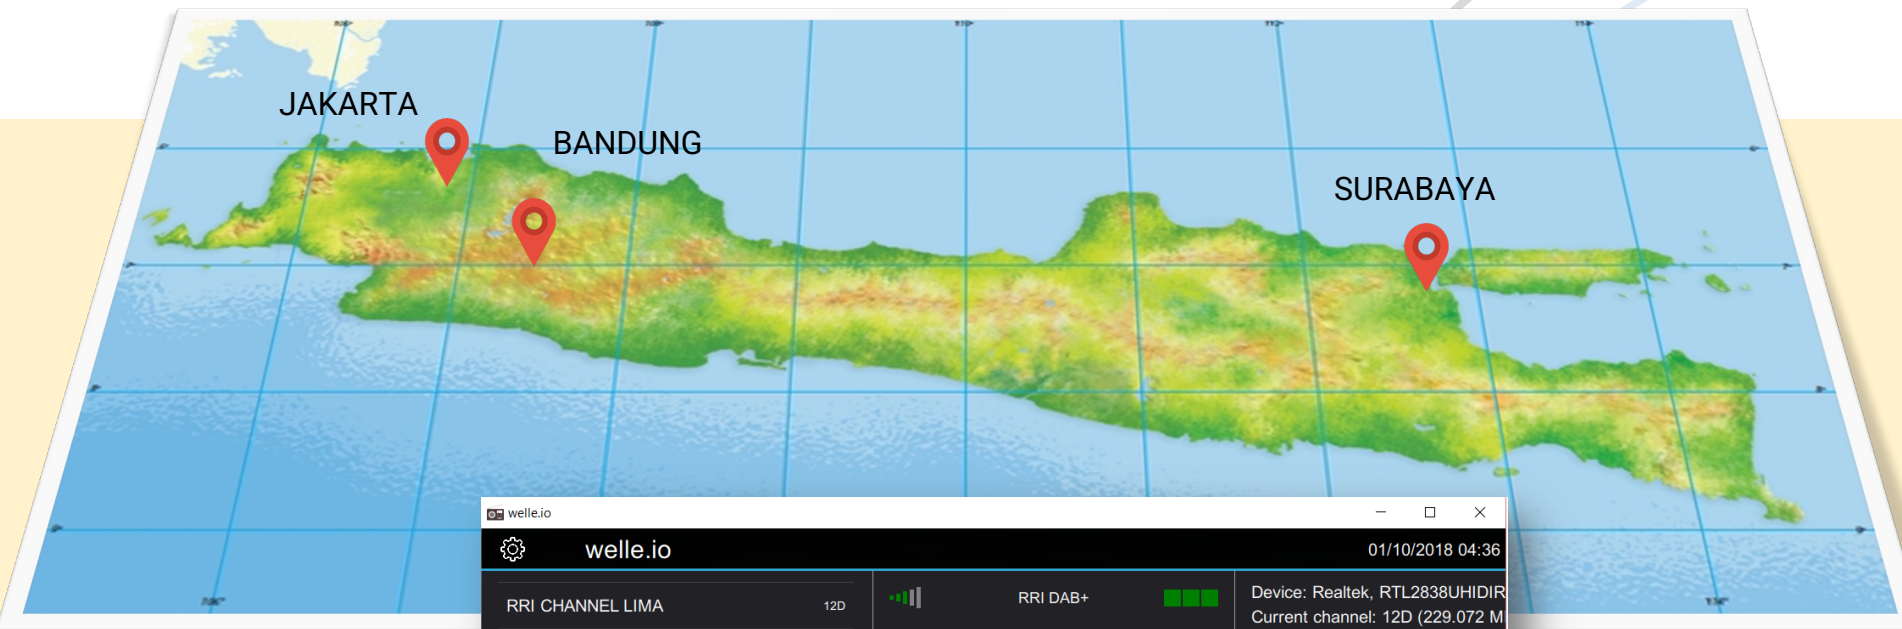 JAKARTA
BANDUNG
SURABAYA
welle.io
welle.io
01/10/2018 04:36
RRI CHANNEL LIMA
12D
RRI DAB+
Device: Realtek, RTL2838UHIDIR
Current channel: 12D (229.072 M